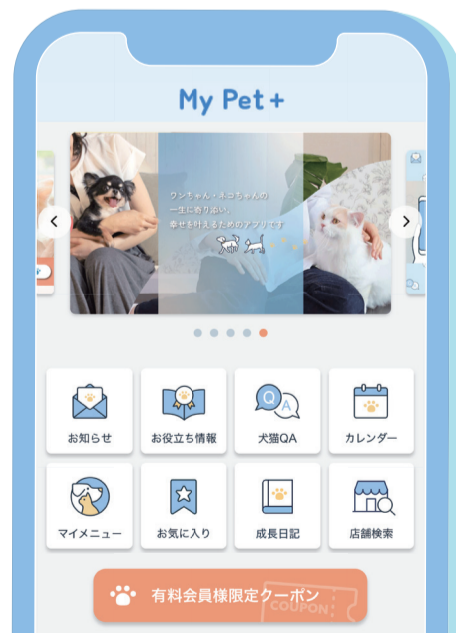 My Pet+
ワンちゃん・ネコちゃんの
一生に寄り添い、
幸せを叶えるためのアプリです
お知らせ
お役立ち情報
Q
A
犬猫QA
カレンダー
マイメニュー
お気に入り
成長日記
店舗検索
有料会員様限定クーポン
COUPON